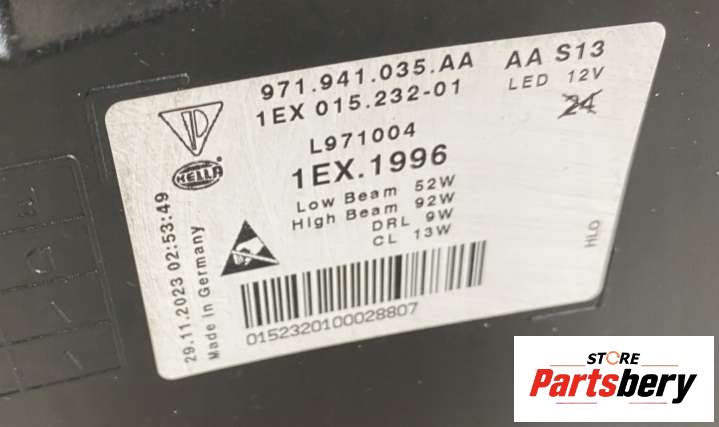 971.941.035.AA
AA S13
1EX 015.232-01
LED 12V
24
L971004
1EX.1996
HELLA
Low Beam 52W
High Beam 92W
DRL 9W
CL 13W
29.11.2023 02:53:49
Made in Germany
HLO
0152320100028807
STORE
Partsbery